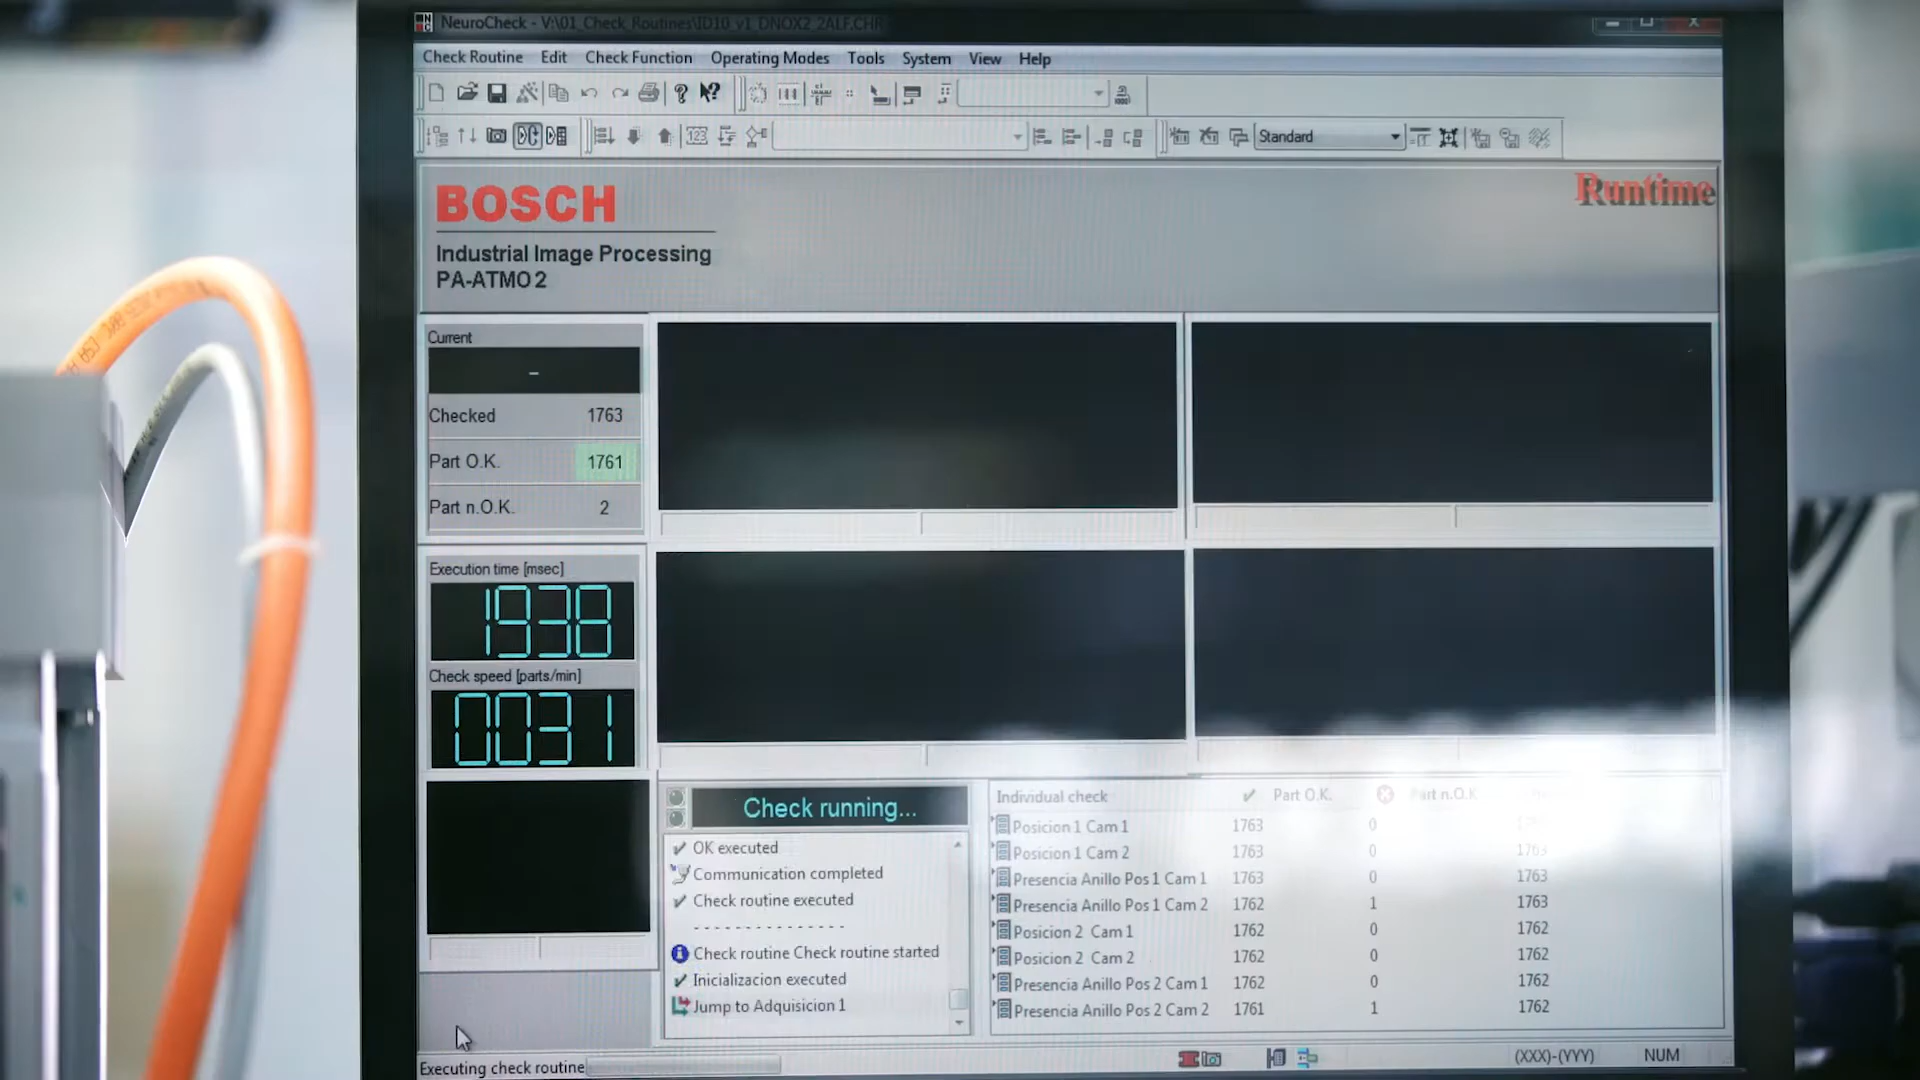 NeuroCheck - V:\01_Check_Routines\ID10_v1_DNOX2_2ALF.CHR
Check Routine Edit Check Function Operating Modes Tools System View Help
Standard
BOSCH
Runtime
Industrial Image Processing
PA-ATMO 2
Current
-
Checked 1763
Part O.K. 1761
Part n.O.K. 2
Execution time [msec]
1938
Check speed [parts/min]
0031
Check running...
OK executed
Communication completed
Check routine executed
- - - - - - - - - - - - - - -
Check routine Check routine started
Inicializacion executed
Jump to Adquisicion 1
Individual check Part O.K. Part n.O.K
Posicion 1 Cam 1 1763 0
Posicion 1 Cam 2 1763 0 1763
Presencia Anillo Pos 1 Cam 1 1763 0 1763
Presencia Anillo Pos 1 Cam 2 1762 1 1763
Posicion 2 Cam 1 1762 0 1762
Posicion 2 Cam 2 1762 0 1762
Presencia Anillo Pos 2 Cam 1 1762 0 1762
Presencia Anillo Pos 2 Cam 2 1761 1 1762
Executing check routine
(XXX)-(YYY) NUM